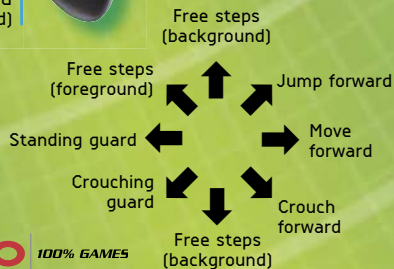 d)
Free steps
(background)
Free steps
(foreground)
Jump forward
Standing guard
Move
forward
Crouching
guard
Crouch
forward
Free steps
(background)
100% GAMES